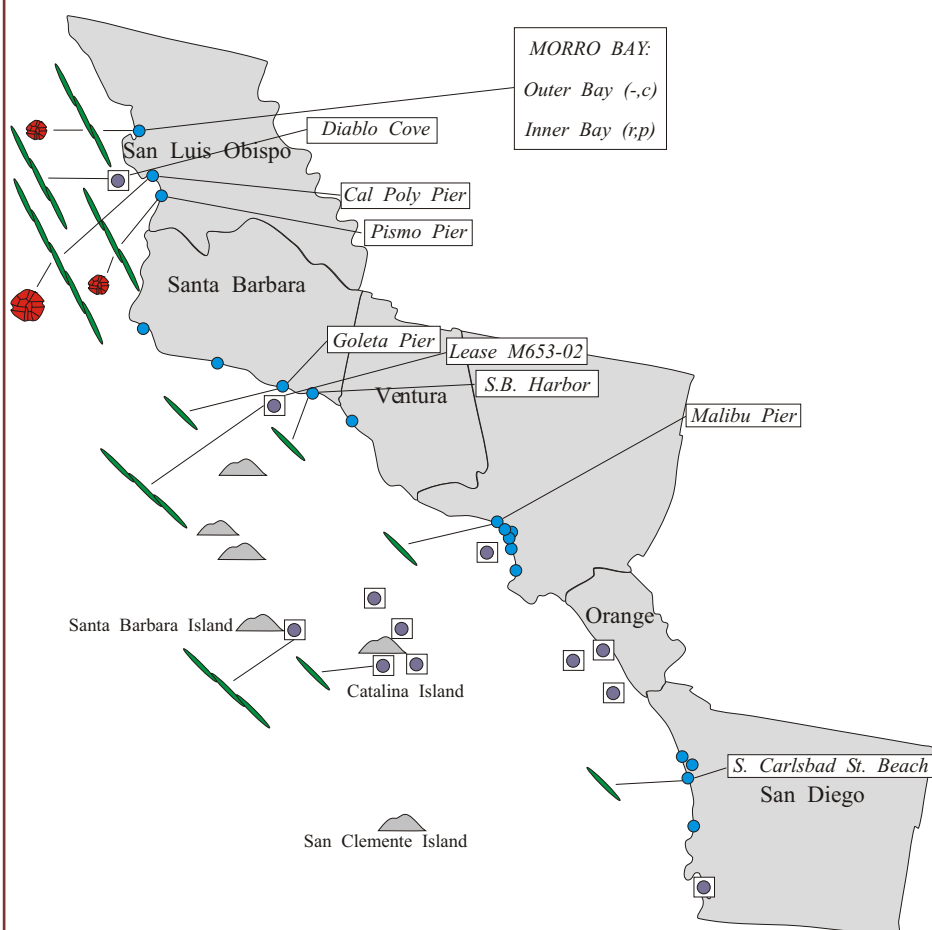 MORRO BAY:
Outer Bay (-,c)
Inner Bay (r,p)
Diablo Cove
San Luis Obispo
Cal Poly Pier
Pismo Pier
Santa Barbara
Goleta Pier
Lease M653-02
S.B. Harbor
Ventura
Malibu Pier
Santa Barbara Island
Orange
Catalina Island
S. Carlsbad St. Beach
San Diego
San Clemente Island